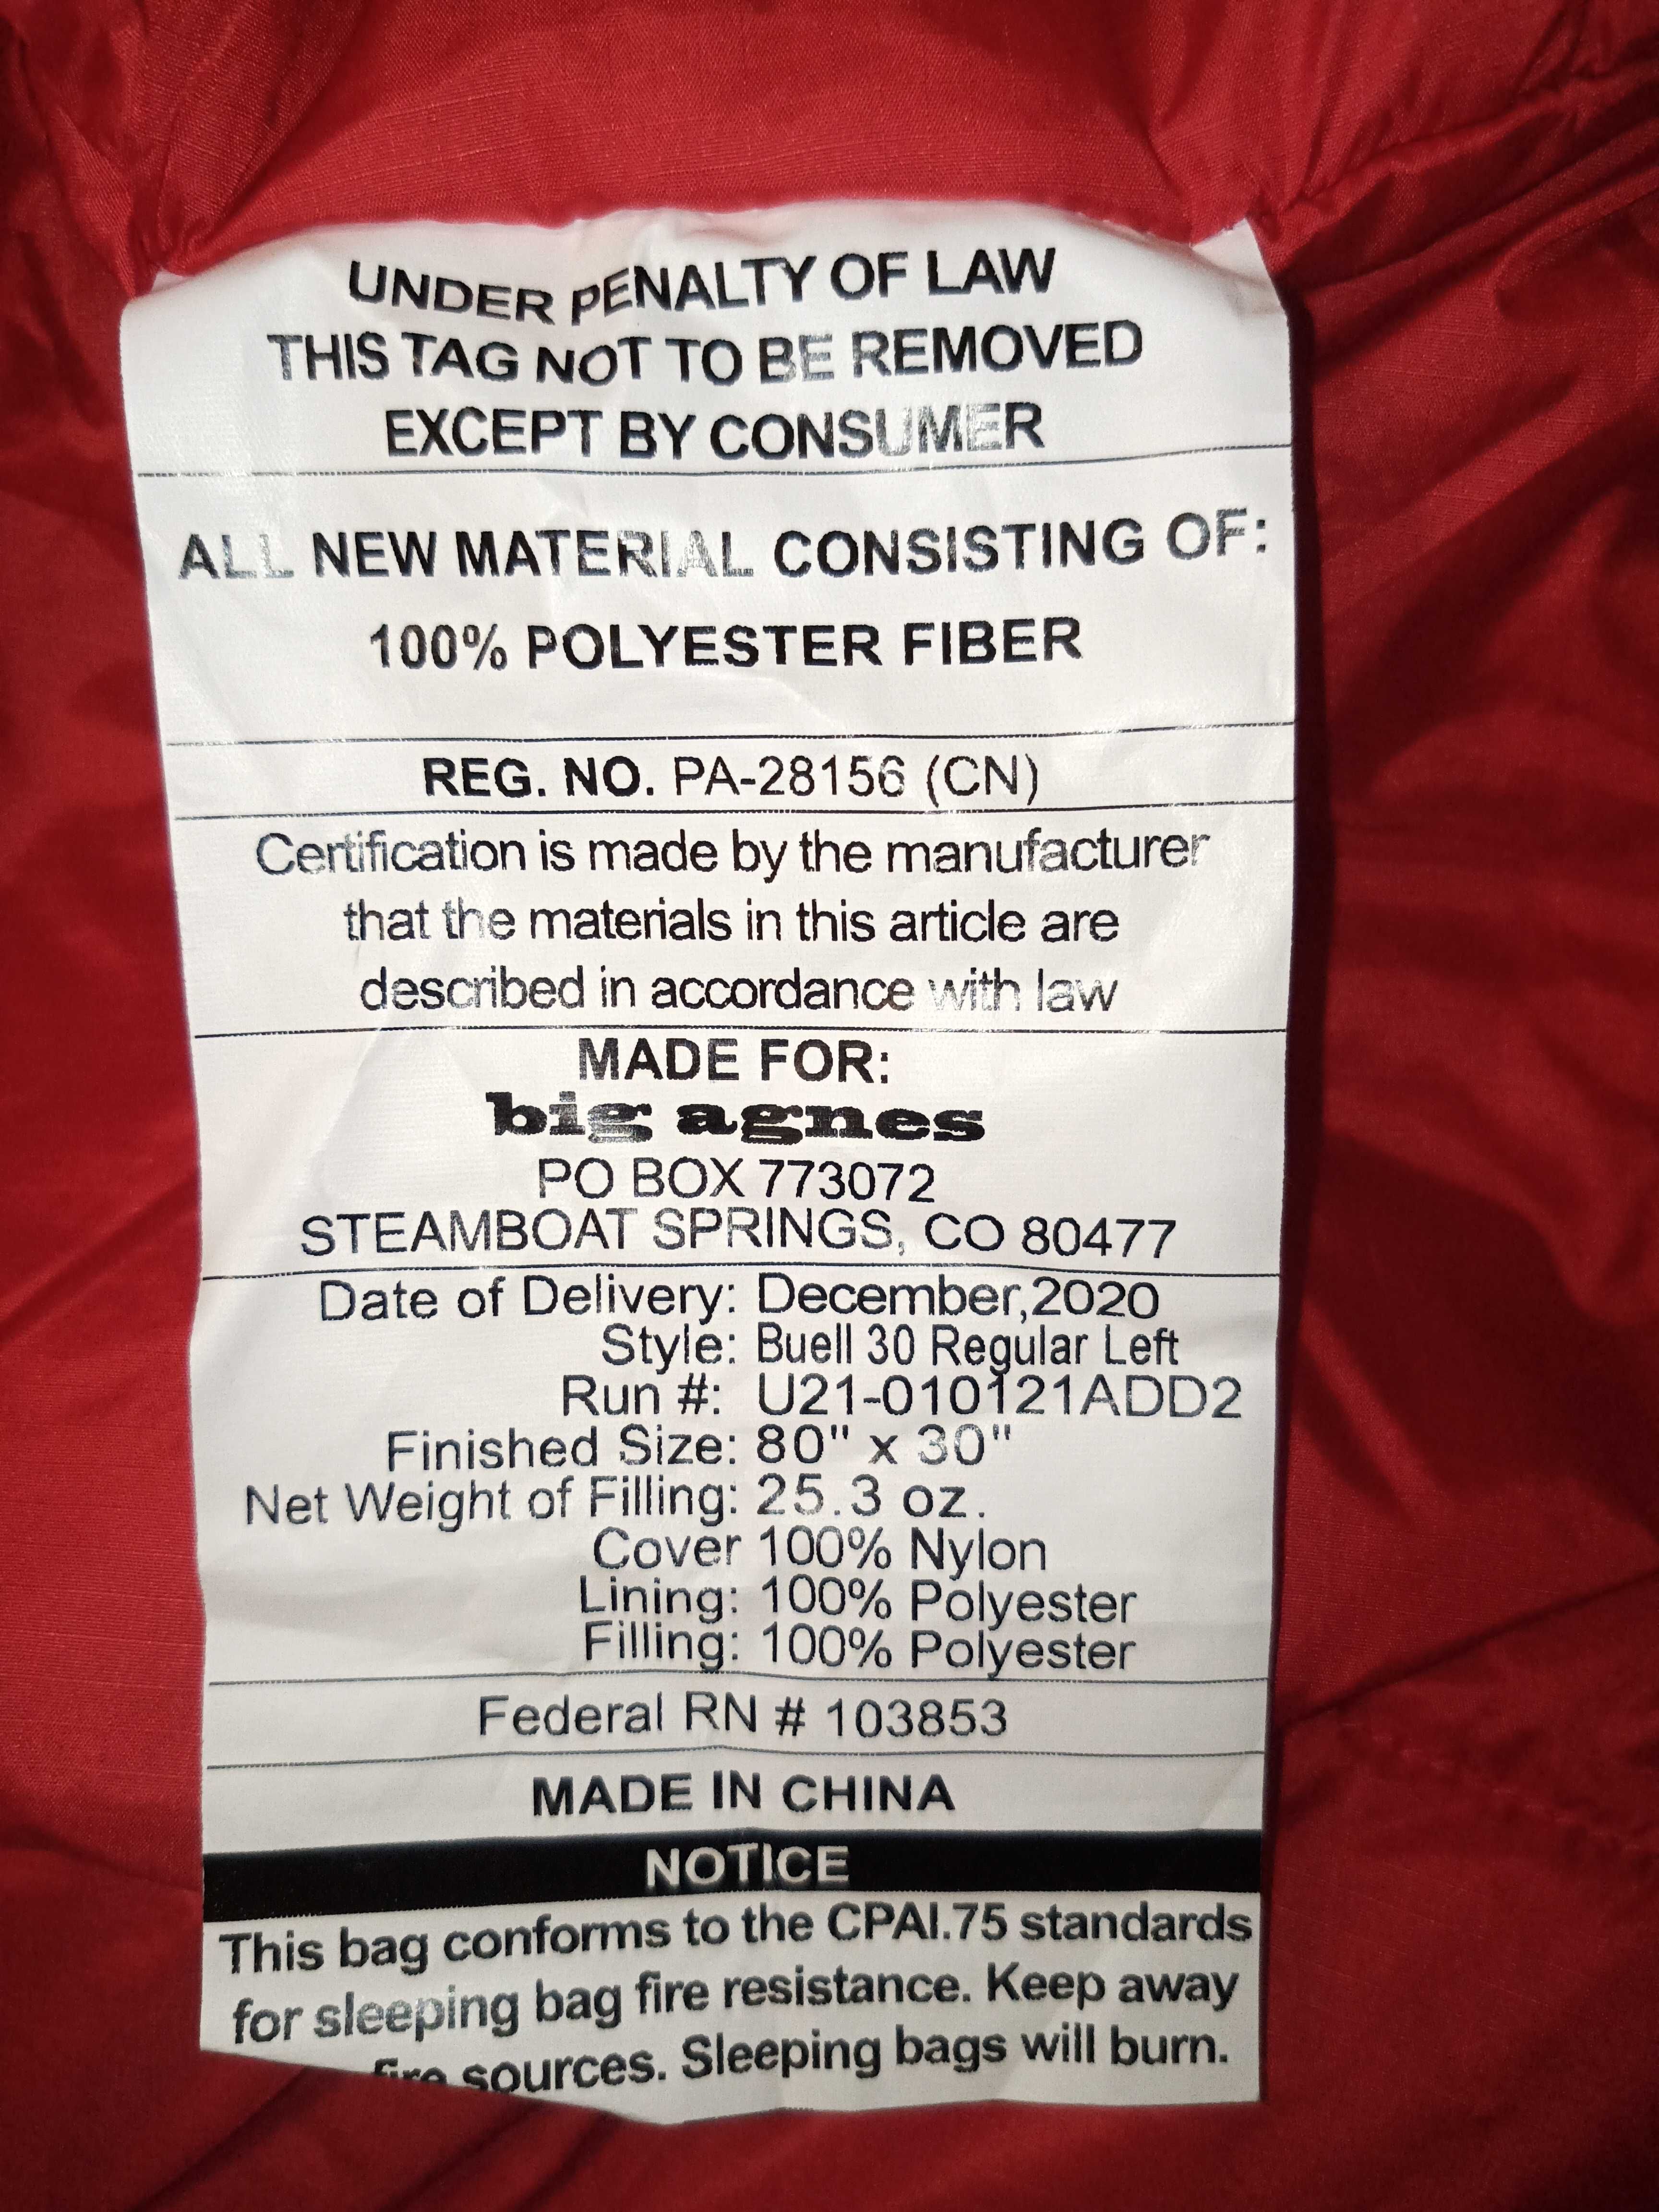 UNDER PENALTY OF LAW
THIS TAG NOT TO BE REMOVED
EXCEPT BY CONSUMER
ALL NEW MATERIAL CONSISTING OF:
100% POLYESTER FIBER
REG. NO. PA-28156 (CN)
Certification is made by the manufacturer
that the materials in this article are
described in accordance with law
MADE FOR:
big agnes
PO BOX 773072
STEAMBOAT SPRINGS, CO 80477
Date of Delivery: December,2020
Style: Buell 30 Regular Left
Run #: U21-010121ADD2
Finished Size: 80" x 30"
Net Weight of Filling: 25.3 oz.
Cover 100% Nylon
Lining: 100% Polyester
Filling: 100% Polyester
Federal RN # 103853
MADE IN CHINA
NOTICE
This bag conforms to the CPAI.75 standards
for sleeping bag fire resistance. Keep away
fire sources. Sleeping bags will burn.